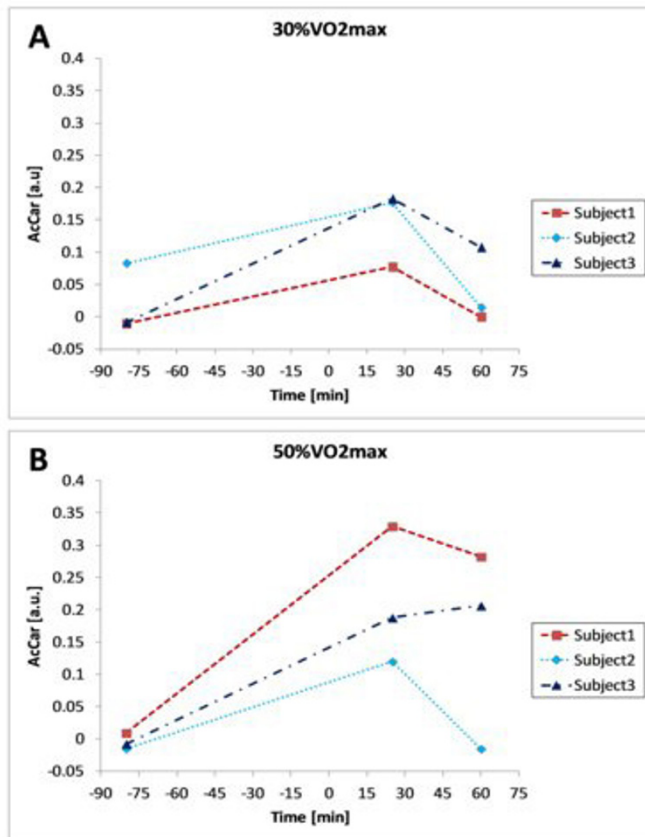 A
30%VO2max
0.4
0.35
0.3
0.25
0.2
0.15
0.1
0.05
0
-0.05
AcCar [a.u]
-90 -75 -60 -45 -30 -15 0 15 30 45 60 75
Time [min]
Subject1
Subject2
Subject3
B
50%VO2max
0.4
0.35
0.3
0.25
0.2
0.15
0.1
0.05
0
-0.05
AcCar [a.u.]
-90 -75 -60 -45 -30 -15 0 15 30 45 60 75
Time [min]
Subject1
Subject2
Subject3